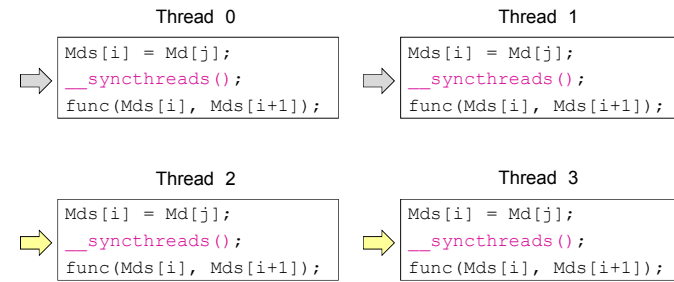 Thread 0
Mds[i] = Md[j];
__syncthreads();
func(Mds[i], Mds[i+1]);
Thread 1
Mds[i] = Md[j];
__syncthreads();
func(Mds[i], Mds[i+1]);
Thread 2
Mds[i] = Md[j];
__syncthreads();
func(Mds[i], Mds[i+1]);
Thread 3
Mds[i] = Md[j];
__syncthreads();
func(Mds[i], Mds[i+1]);